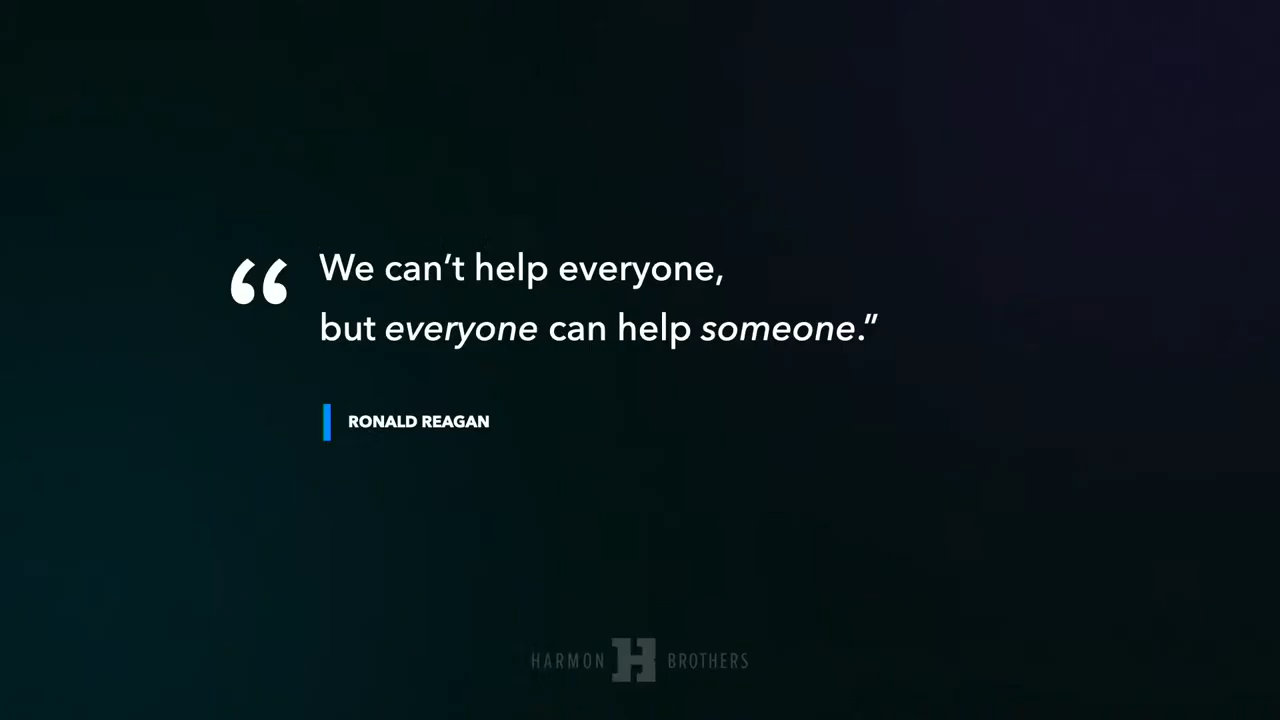 “ We can’t help everyone,
but everyone can help someone.”
RONALD REAGAN
HARMON H BROTHERS